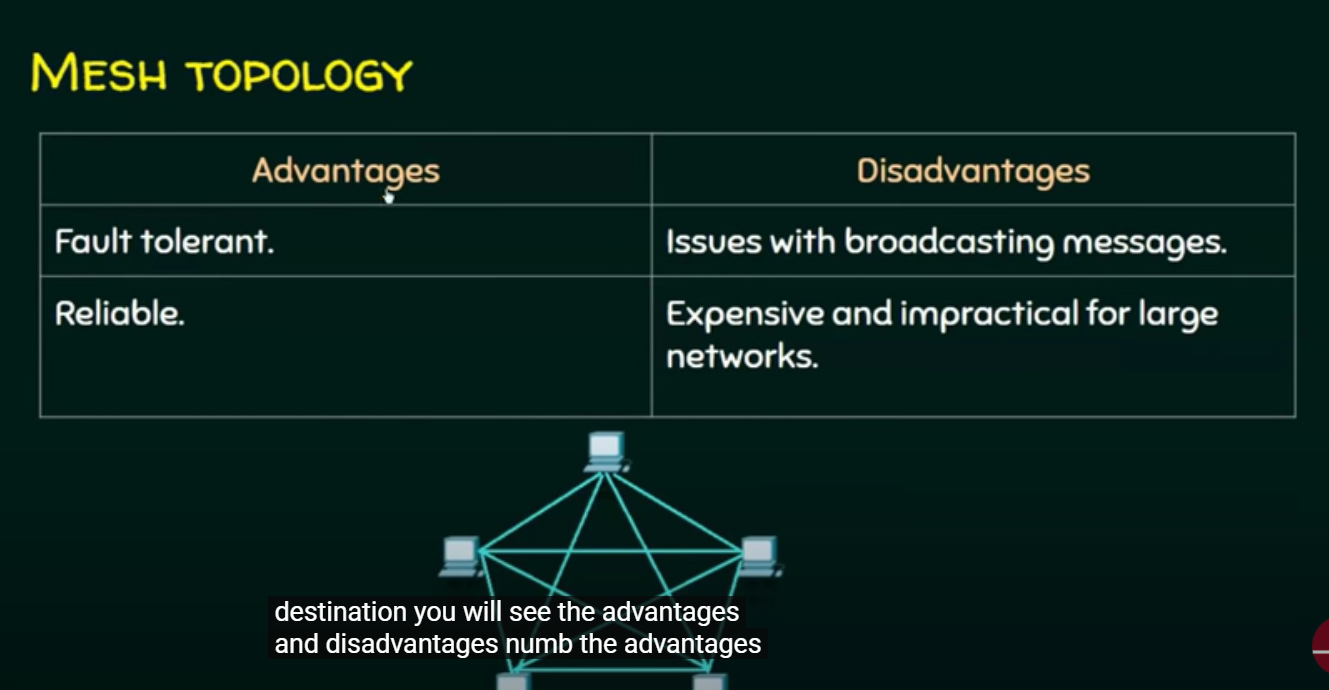 MESH TOPOLOGY
Advantages
Disadvantages
Fault tolerant.
Issues with broadcasting messages.
Reliable.
Expensive and impractical for large
networks.
destination you will see the advantages
and disadvantages numb the advantages